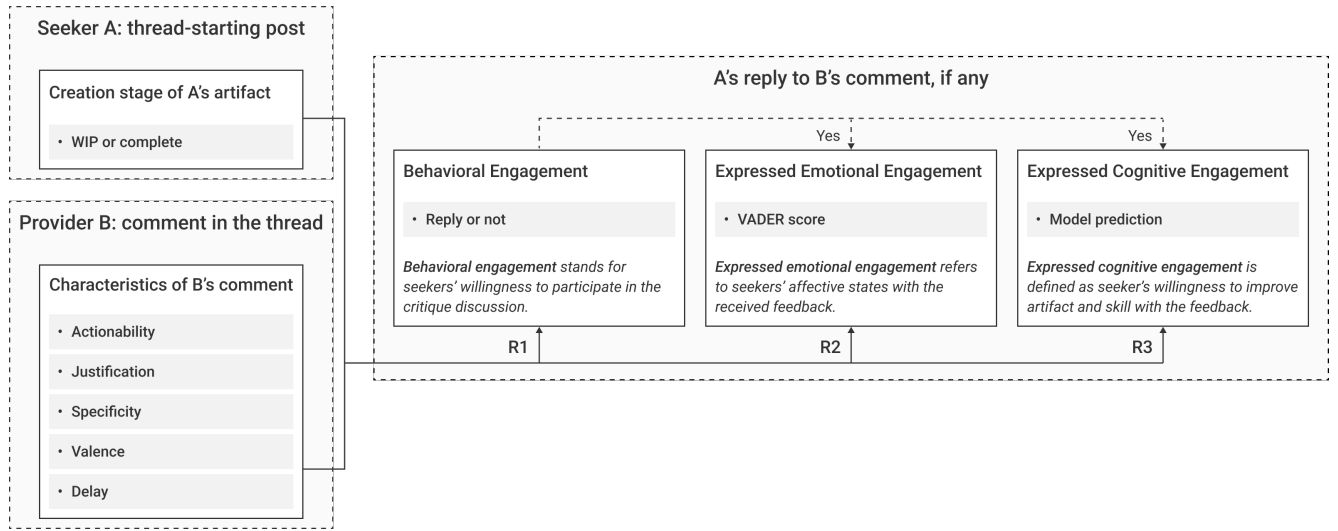 Seeker A: thread-starting post
Creation stage of A's artifact
• WIP or complete
Provider B: comment in the thread
Characteristics of B's comment
• Actionability
• Justification
• Specificity
• Valence
• Delay
A's reply to B's comment, if any
Yes
Yes
Behavioral Engagement
• Reply or not
Behavioral engagement stands for
seekers' willingness to participate in the
critique discussion.
Expressed Emotional Engagement
• VADER score
Expressed emotional engagement refers
to seekers' affective states with the
received feedback.
Expressed Cognitive Engagement
• Model prediction
Expressed cognitive engagement is
defined as seeker's willingness to improve
artifact and skill with the feedback.
R1
R2
R3